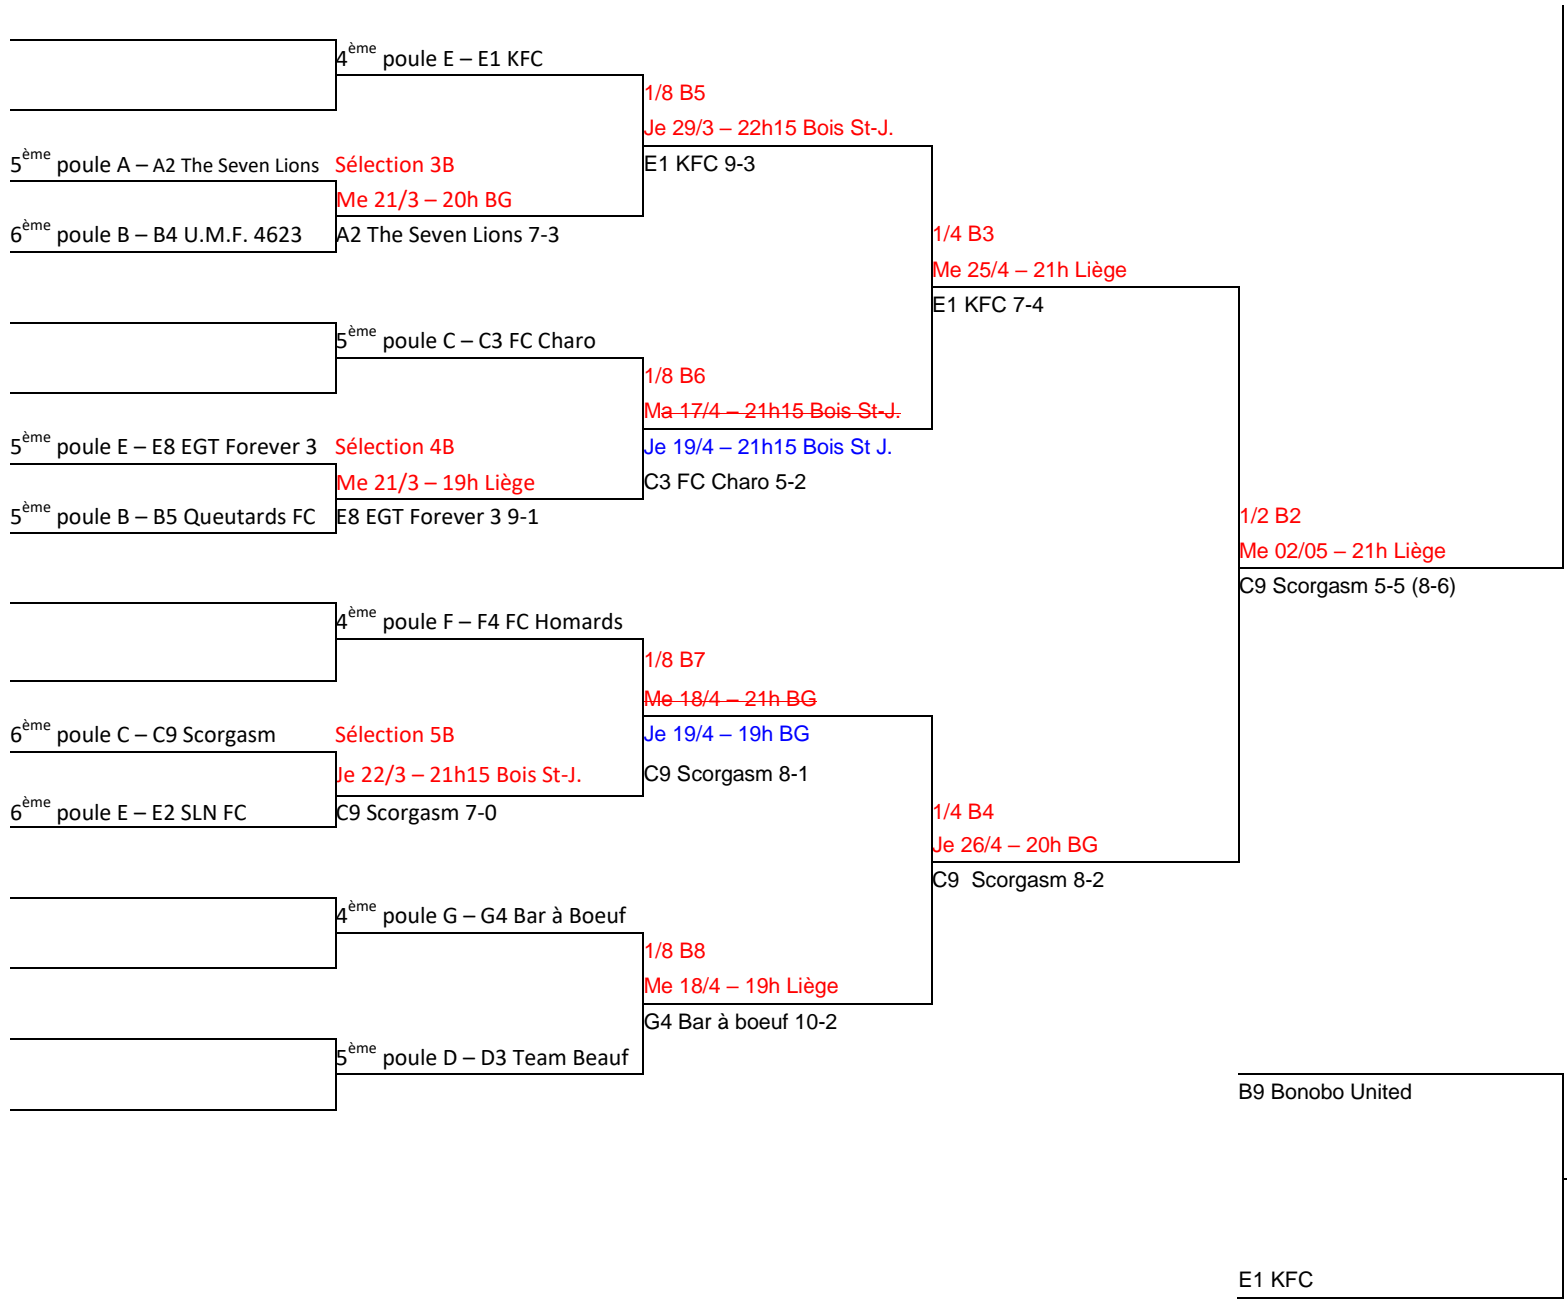 4ème poule E – E1 KFC
1/8 B5
Je 29/3 – 22h15 Bois St-J.
5ème poule A – A2 The Seven Lions Sélection 3B E1 KFC 9-3
Me 21/3 – 20h BG
6ème poule B – B4 U.M.F. 4623 A2 The Seven Lions 7-3 1/4 B3
Me 25/4 – 21h Liège
E1 KFC 7-4
5ème poule C – C3 FC Charo
1/8 B6
Ma 17/4 – 21h15 Bois St-J.
5ème poule E – E8 EGT Forever 3 Sélection 4B Je 19/4 – 21h15 Bois St J.
Me 21/3 – 19h Liège C3 FC Charo 5-2
5ème poule B – B5 Queutards FC E8 EGT Forever 3 9-1 1/2 B2
Me 02/05 – 21h Liège
C9 Scorgasm 5-5 (8-6)
4ème poule F – F4 FC Homards
1/8 B7
Me 18/4 – 21h BG
6ème poule C – C9 Scorgasm Sélection 5B Je 19/4 – 19h BG
Je 22/3 – 21h15 Bois St-J. C9 Scorgasm 8-1
6ème poule E – E2 SLN FC C9 Scorgasm 7-0 1/4 B4
Je 26/4 – 20h BG
C9 Scorgasm 8-2
4ème poule G – G4 Bar à Boeuf
1/8 B8
Me 18/4 – 19h Liège
G4 Bar à boeuf 10-2
5ème poule D – D3 Team Beauf
B9 Bonobo United
E1 KFC